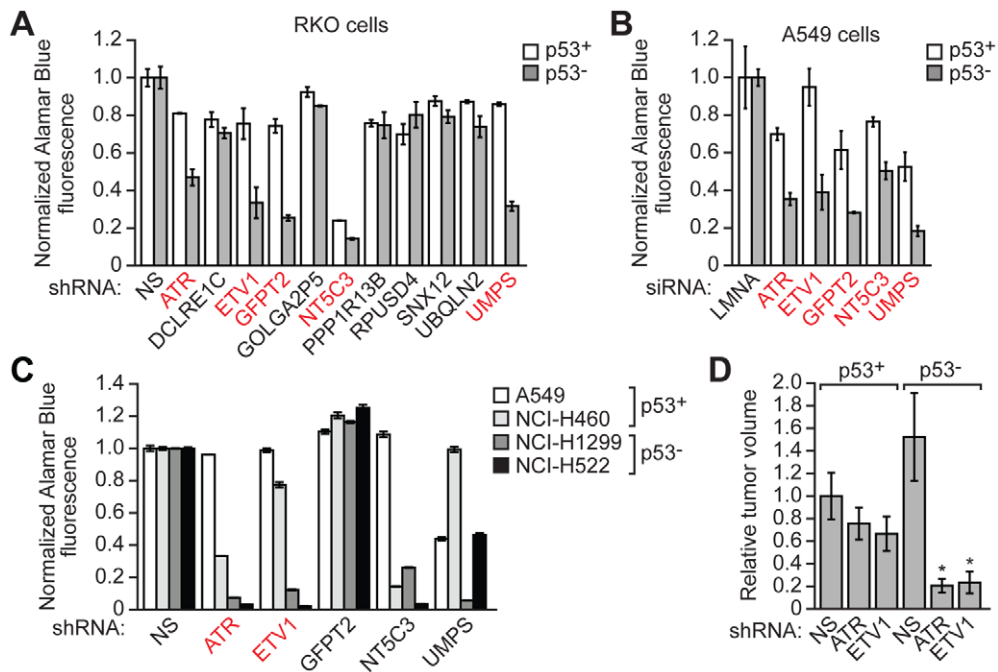 A
RKO cells
Normalized Alamar Blue
fluorescence
1.2
1.0
0.8
0.6
0.4
0.2
0
p53+
p53-
shRNA:
NS
ATR
DCLRE1C
ETV1
GFPT2
GOLGA2P5
NT5C3
PPP1R13B
RPUSD4
SNX12
UBQLN2
UMPS
B
A549 cells
Normalized Alamar Blue
fluorescence
1.2
1.0
0.8
0.6
0.4
0.2
0
p53+
p53-
siRNA:
LMNA
ATR
ETV1
GFPT2
NT5C3
UMPS
C
Normalized Alamar Blue
fluorescence
1.4
1.2
1.0
0.8
0.6
0.4
0.2
0
A549
NCI-H460
p53+
NCI-H1299
NCI-H522
p53-
shRNA:
NS
ATR
ETV1
GFPT2
NT5C3
UMPS
D
p53+
p53-
Relative tumor volume
2.0
1.8
1.6
1.4
1.2
1.0
0.8
0.6
0.4
0.2
0
* *
shRNA:
NS
ATR
ETV1
NS
ATR
ETV1